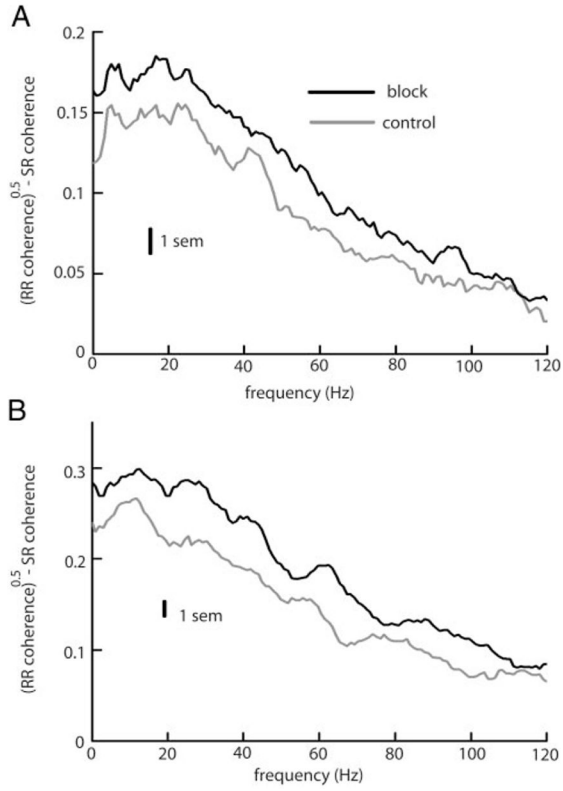 A
(RR coherence)^0.5 - SR coherence
0.2
0.15
0.1
0.05
0
block
control
1 sem
0 20 40 60 80 100 120
frequency (Hz)
B
(RR coherence)^0.5 - SR coherence
0.3
0.2
0.1
0
1 sem
0 20 40 60 80 100 120
frequency (Hz)